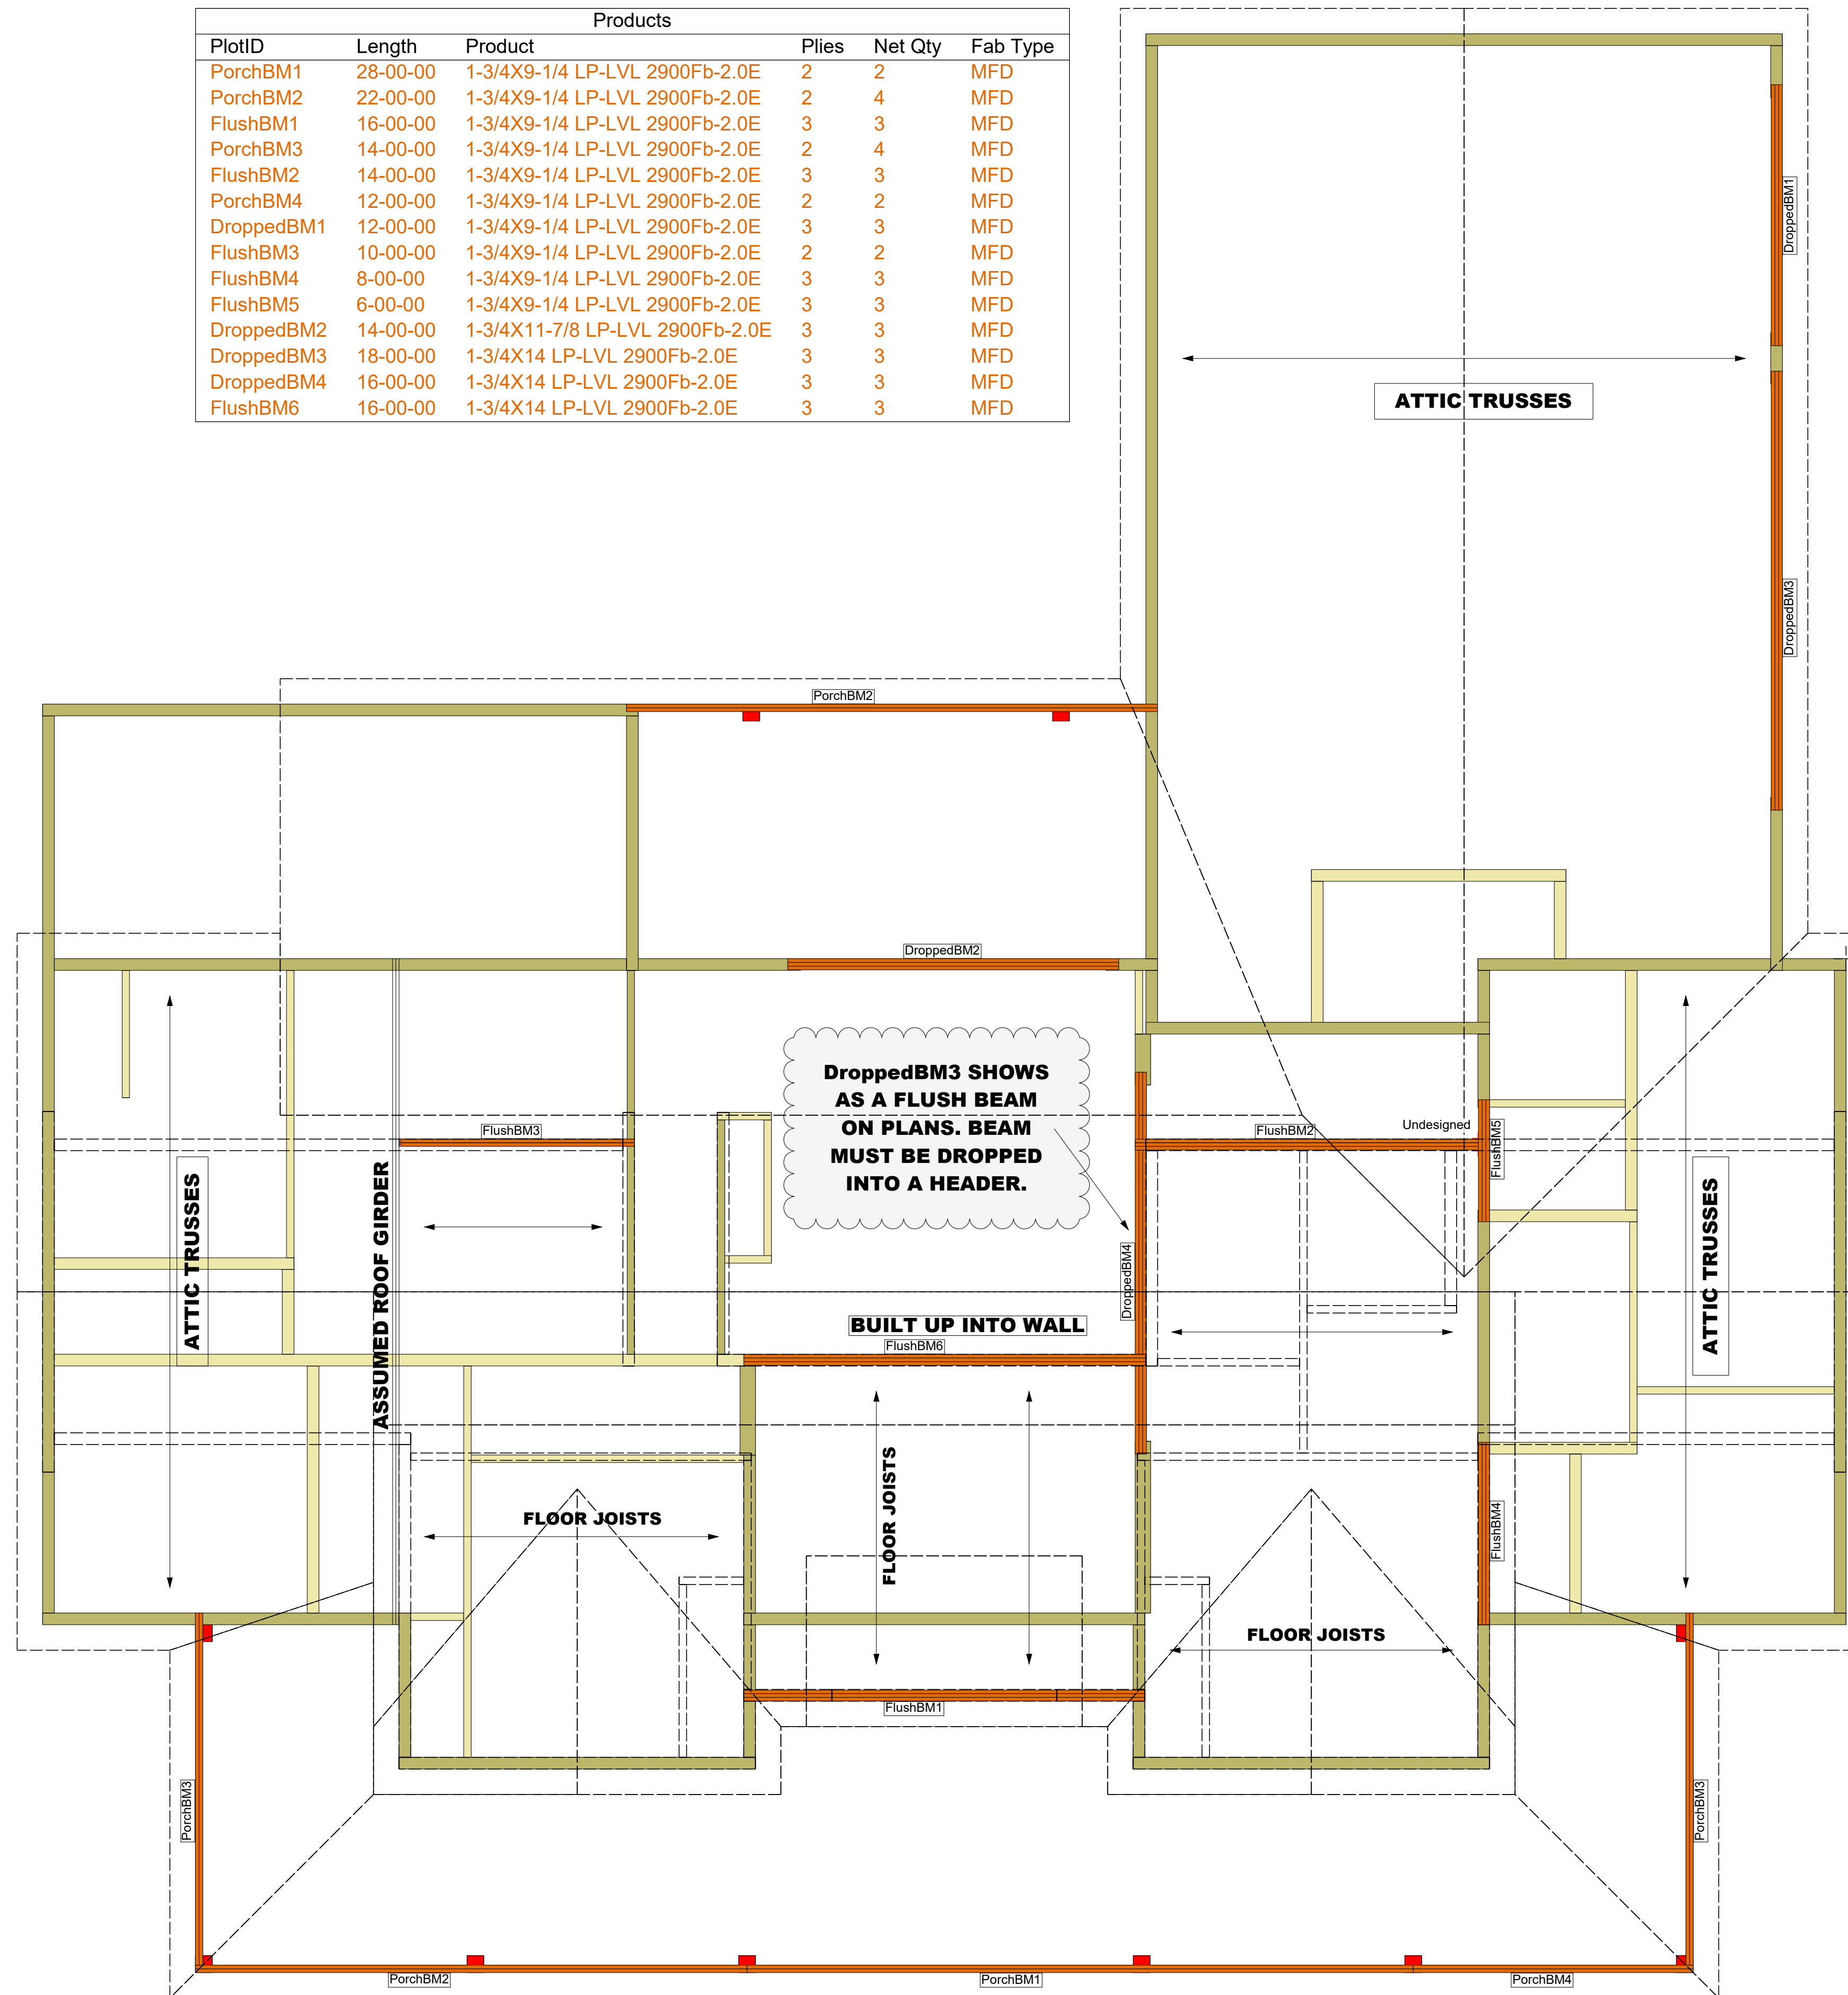 Products
PlotID Length Product Plies Net Qty Fab Type
PorchBM1 28-00-00 1-3/4X9-1/4 LP-LVL 2900Fb-2.0E 2 2 MFD
PorchBM2 22-00-00 1-3/4X9-1/4 LP-LVL 2900Fb-2.0E 2 4 MFD
FlushBM1 16-00-00 1-3/4X9-1/4 LP-LVL 2900Fb-2.0E 3 3 MFD
PorchBM3 14-00-00 1-3/4X9-1/4 LP-LVL 2900Fb-2.0E 2 4 MFD
FlushBM2 14-00-00 1-3/4X9-1/4 LP-LVL 2900Fb-2.0E 3 3 MFD
PorchBM4 12-00-00 1-3/4X9-1/4 LP-LVL 2900Fb-2.0E 2 2 MFD
DroppedBM1 12-00-00 1-3/4X9-1/4 LP-LVL 2900Fb-2.0E 3 3 MFD
FlushBM3 10-00-00 1-3/4X9-1/4 LP-LVL 2900Fb-2.0E 2 2 MFD
FlushBM4 8-00-00 1-3/4X9-1/4 LP-LVL 2900Fb-2.0E 3 3 MFD
FlushBM5 6-00-00 1-3/4X9-1/4 LP-LVL 2900Fb-2.0E 3 3 MFD
DroppedBM2 14-00-00 1-3/4X11-7/8 LP-LVL 2900Fb-2.0E 3 3 MFD
DroppedBM3 18-00-00 1-3/4X14 LP-LVL 2900Fb-2.0E 3 3 MFD
DroppedBM4 16-00-00 1-3/4X14 LP-LVL 2900Fb-2.0E 3 3 MFD
FlushBM6 16-00-00 1-3/4X14 LP-LVL 2900Fb-2.0E 3 3 MFD
DroppedBM1
ATTIC TRUSSES
DroppedBM3
PorchBM2
DroppedBM2
DroppedBM3 SHOWS
AS A FLUSH BEAM
ON PLANS. BEAM
MUST BE DROPPED
INTO A HEADER.
FlushBM3
FlushBM2
Undesigned
FlushBM5
ATTIC TRUSSES
ASSUMED ROOF GIRDER
DroppedBM4
ATTIC TRUSSES
BUILT UP INTO WALL
FlushBM6
FLOOR JOISTS
FLOOR JOISTS
FlushBM4
FLOOR JOISTS
FlushBM1
PorchBM3
PorchBM3
PorchBM2
PorchBM1
PorchBM4